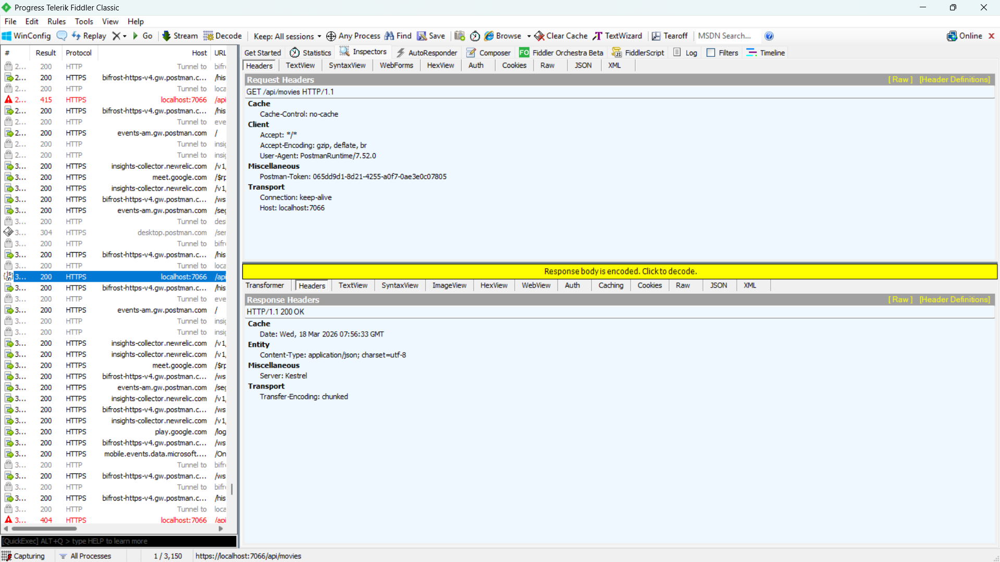 Progress Telerik Fiddler Classic
File Edit Rules Tools View Help
WinConfig Replay Go Stream Decode Keep: All sessions Any Process Find Save Browse Clear Cache TextWizard Tearoff MSDN Search... Online
# Result Protocol Host URL
2... 200 HTTP Tunnel to bifr
2... 200 HTTPS bifrost-https-v4.gw.postman.c... /his
2... 200 HTTP Tunnel to loca
2... 415 HTTPS localhost:7066 /api
2... 200 HTTPS bifrost-https-v4.gw.postman.c... /his
2... 200 HTTP Tunnel to eve
2... 200 HTTPS events-am.gw.postman.com /
2... 200 HTTP Tunnel to insig
2... 200 HTTP Tunnel to insig
3... 200 HTTPS insights-collector.newrelic.com /v1,
3... 200 HTTPS meet.google.com /$rp
3... 200 HTTPS insights-collector.newrelic.com /v1,
3... 200 HTTPS bifrost-https-v4.gw.postman.c... /ws
3... 200 HTTPS events-am.gw.postman.com /seg
3... 200 HTTP Tunnel to des
3... 304 HTTPS desktop.postman.com /ser
3... 200 HTTP Tunnel to bifr
3... 200 HTTPS bifrost-https-v4.gw.postman.c... /his
3... 200 HTTP Tunnel to loca
3... 200 HTTPS localhost:7066 /api
3... 200 HTTPS bifrost-https-v4.gw.postman.c... /his
3... 200 HTTP Tunnel to eve
3... 200 HTTPS events-am.gw.postman.com /
3... 200 HTTP Tunnel to insig
3... 200 HTTP Tunnel to insig
3... 200 HTTPS insights-collector.newrelic.com /v1,
3... 200 HTTPS insights-collector.newrelic.com /v1,
3... 200 HTTPS meet.google.com /$rp
3... 200 HTTPS bifrost-https-v4.gw.postman.c... /ws
3... 200 HTTPS events-am.gw.postman.com /seg
3... 200 HTTPS insights-collector.newrelic.com /v1,
3... 200 HTTPS bifrost-https-v4.gw.postman.c... /ws
3... 200 HTTPS insights-collector.newrelic.com /v1,
3... 200 HTTPS play.google.com /log
3... 200 HTTPS bifrost-https-v4.gw.postman.c... /ws
3... 200 HTTPS mobile.events.data.microsoft.... /On
3... 200 HTTP Tunnel to bifr
3... 200 HTTPS bifrost-https-v4.gw.postman.c... /ws
3... 200 HTTP Tunnel to bifr
3... 200 HTTPS bifrost-https-v4.gw.postman.c... /his
3... 200 HTTP Tunnel to loca
3... 404 HTTPS localhost:7066 /api
[QuickExec] ALT+Q > type HELP to learn more
Get Started Statistics Inspectors AutoResponder Composer FO Fiddler Orchestra Beta FiddlerScript Log Filters Timeline
Headers TextView SyntaxView WebForms HexView Auth Cookies Raw JSON XML
Request Headers [ Raw ] [Header Definitions]
GET /api/movies HTTP/1.1
Cache
Cache-Control: no-cache
Client
Accept: */*
Accept-Encoding: gzip, deflate, br
User-Agent: PostmanRuntime/7.52.0
Miscellaneous
Postman-Token: 065dd9d1-8d21-4255-a0f7-0ae3e0c07805
Transport
Connection: keep-alive
Host: localhost:7066
Response body is encoded. Click to decode.
Transformer Headers TextView SyntaxView ImageView HexView WebView Auth Caching Cookies Raw JSON XML
Response Headers [ Raw ] [Header Definitions]
HTTP/1.1 200 OK
Cache
Date: Wed, 18 Mar 2026 07:56:33 GMT
Entity
Content-Type: application/json; charset=utf-8
Miscellaneous
Server: Kestrel
Transport
Transfer-Encoding: chunked
Capturing All Processes 1 / 3,150 https://localhost:7066/api/movies